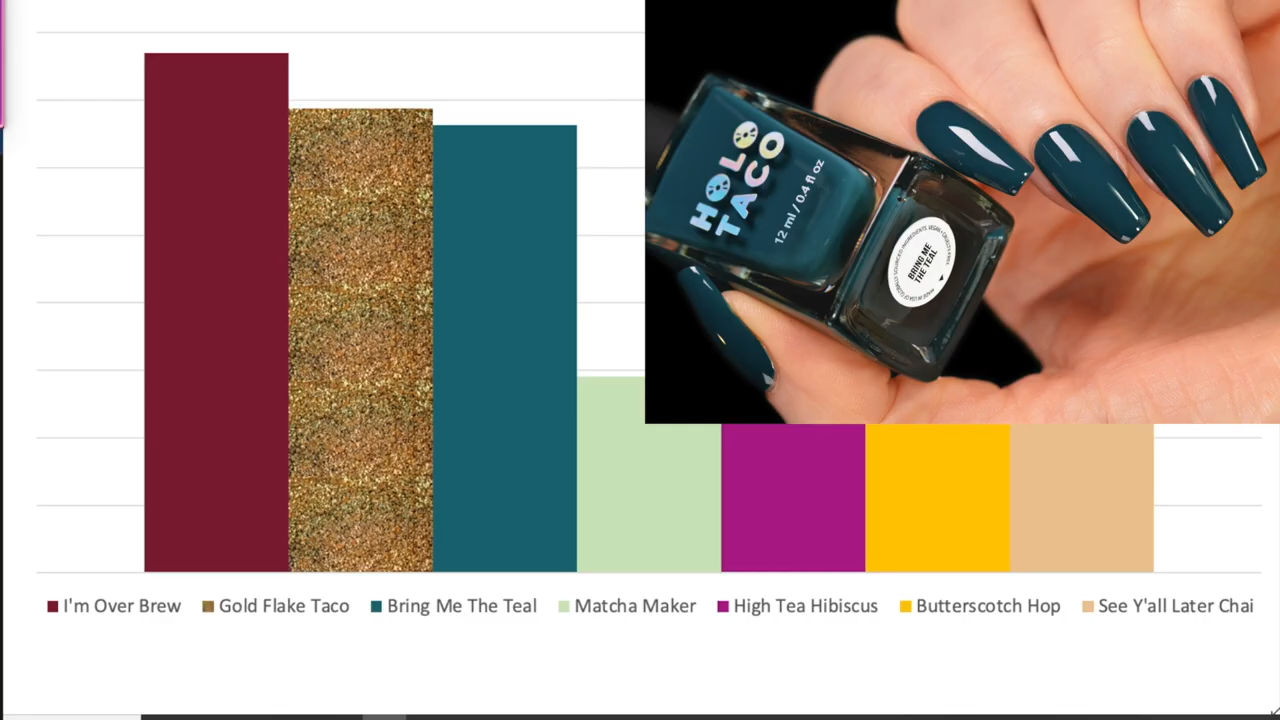 HOLO
TACO
12 ml / 0.4 fl oz
BRING ME
THE TEAL
I'm Over Brew
Gold Flake Taco
Bring Me The Teal
Matcha Maker
High Tea Hibiscus
Butterscotch Hop
See Y'all Later Chai